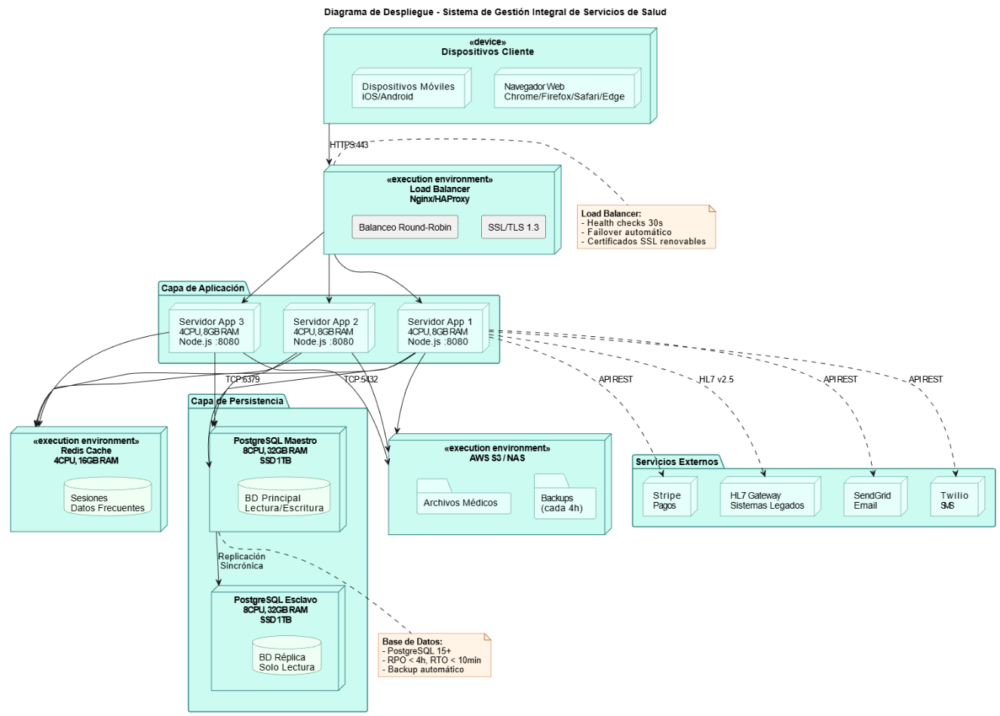 Diagrama de Despliegue - Sistema de Gestión Integral de Servicios de Salud
«device»
Dispositivos Cliente
Dispositivos Móviles
iOS/Android
Navegador Web
Chrome/Firefox/Safari/Edge
HTTPS:443
«execution environment»
Load Balancer
Nginx/HAProxy
Balanceo Round-Robin
SSL/TLS 1.3
Load Balancer:
- Health checks 30s
- Failover automático
- Certificados SSL renovables
Capa de Aplicación
Servidor App 3
4CPU, 8GB RAM
Node.js :8080
Servidor App 2
4CPU, 8GB RAM
Node.js :8080
Servidor App 1
4CPU, 8GB RAM
Node.js :8080
TCP:6379
TCP:5432
API REST
HL7 v2.5
API REST
API REST
Capa de Persistencia
«execution environment»
Redis Cache
4CPU, 16GB RAM
Sesiones
Datos Frecuentes
PostgreSQL Maestro
8CPU, 32GB RAM
SSD 1TB
BD Principal
Lectura/Escritura
«execution environment»
AWS S3 / NAS
Archivos Médicos
Backups
(cada 4h)
Servicios Externos
Stripe
Pagos
HL7 Gateway
Sistemas Legados
SendGrid
Email
Twilio
SMS
Replicación
Sincrónica
PostgreSQL Esclavo
8CPU, 32GB RAM
SSD 1TB
BD Réplica
Solo Lectura
Base de Datos:
- PostgreSQL 15+
- RPO < 4h, RTO < 10min
- Backup automático